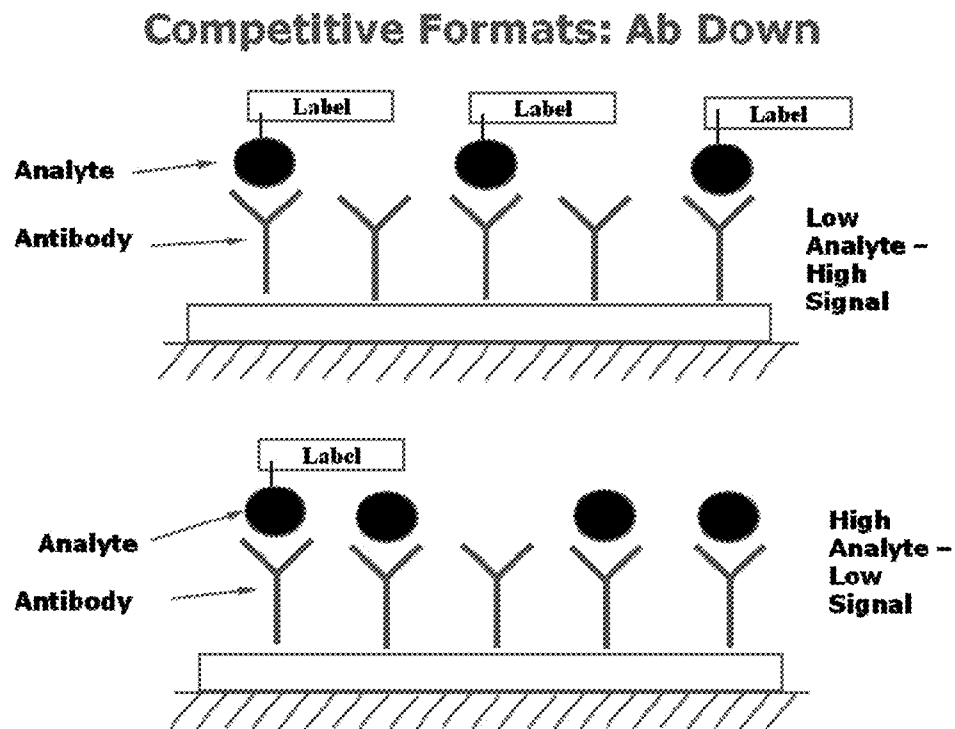 Competitive Formats: Ab Down
Label
Label
Label
Analyte
Antibody
Low
Analyte –
High
Signal
Label
Analyte
Antibody
High
Analyte –
Low
Signal